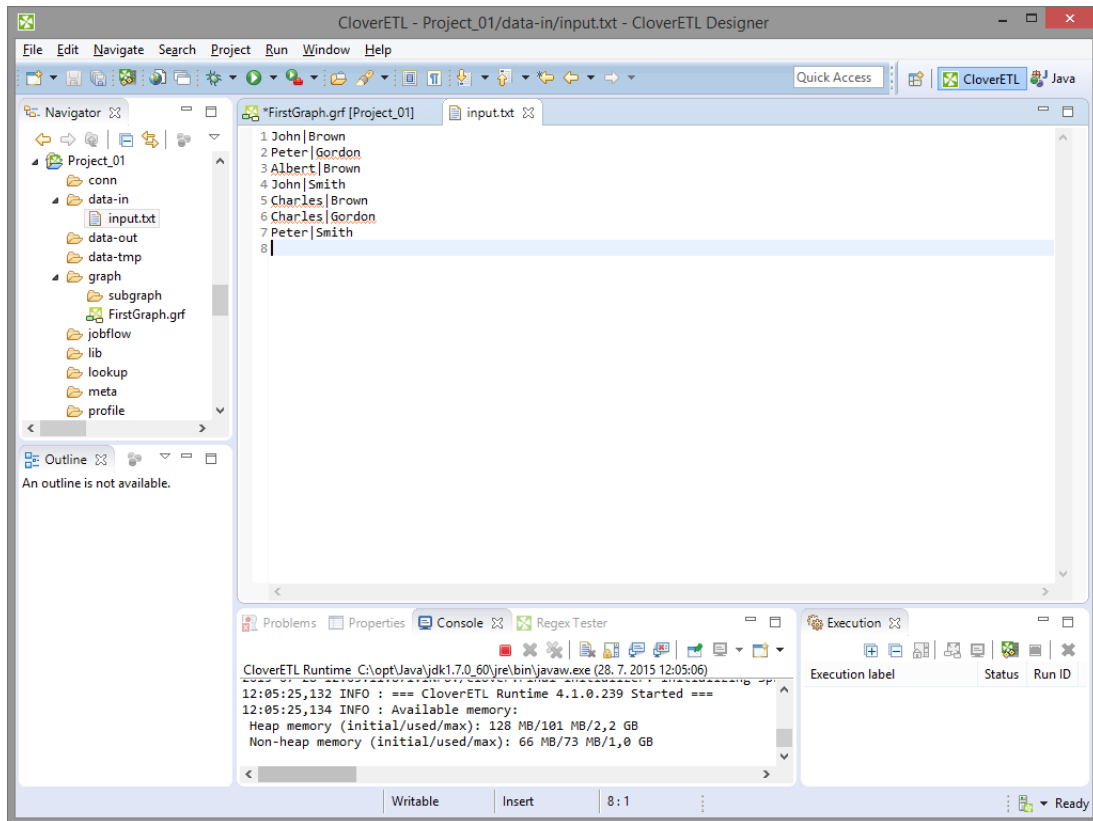 CloverETL - Project_01/data-in/input.txt - CloverETL Designer
File Edit Navigate Search Project Run Window Help
Quick Access
CloverETL
Java
Navigator
Project_01
conn
data-in
input.txt
data-out
data-tmp
graph
subgraph
FirstGraph.grf
jobflow
lib
lookup
meta
profile
Outline
An outline is not available.
*FirstGraph.grf [Project_01]
input.txt
1 John|Brown
2 Peter|Gordon
3 Albert|Brown
4 John|Smith
5 Charles|Brown
6 Charles|Gordon
7 Peter|Smith
8
Problems Properties Console Regex Tester
CloverETL Runtime C:\opt\Java\jdk1.7.0_60\jre\bin\javaw.exe (28. 7. 2015 12:05:06)
12:05:25,132 INFO : === CloverETL Runtime 4.1.0.239 Started ===
12:05:25,134 INFO : Available memory:
Heap memory (initial/used/max): 128 MB/101 MB/2,2 GB
Non-heap memory (initial/used/max): 66 MB/73 MB/1,0 GB
Execution
Execution label Status Run ID
Writable Insert 8 : 1
Ready